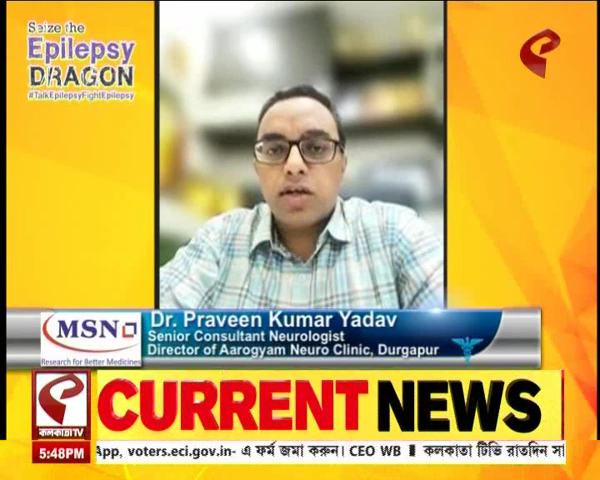 Seize the
Epilepsy
DRAGON
#TalkEpilepsyFightEpilepsy
MSN
Research for Better Medicines
Dr. Praveen Kumar Yadav
Senior Consultant Neurologist
Director of Aarogyam Neuro Clinic, Durgapur
কলকাতা TV
CURRENT NEWS
5:48PM
App, voters.eci.gov.in- এ ফর্ম জমা করুন। CEO WB ▌ কলকাতা টিভি রাতদিন সা